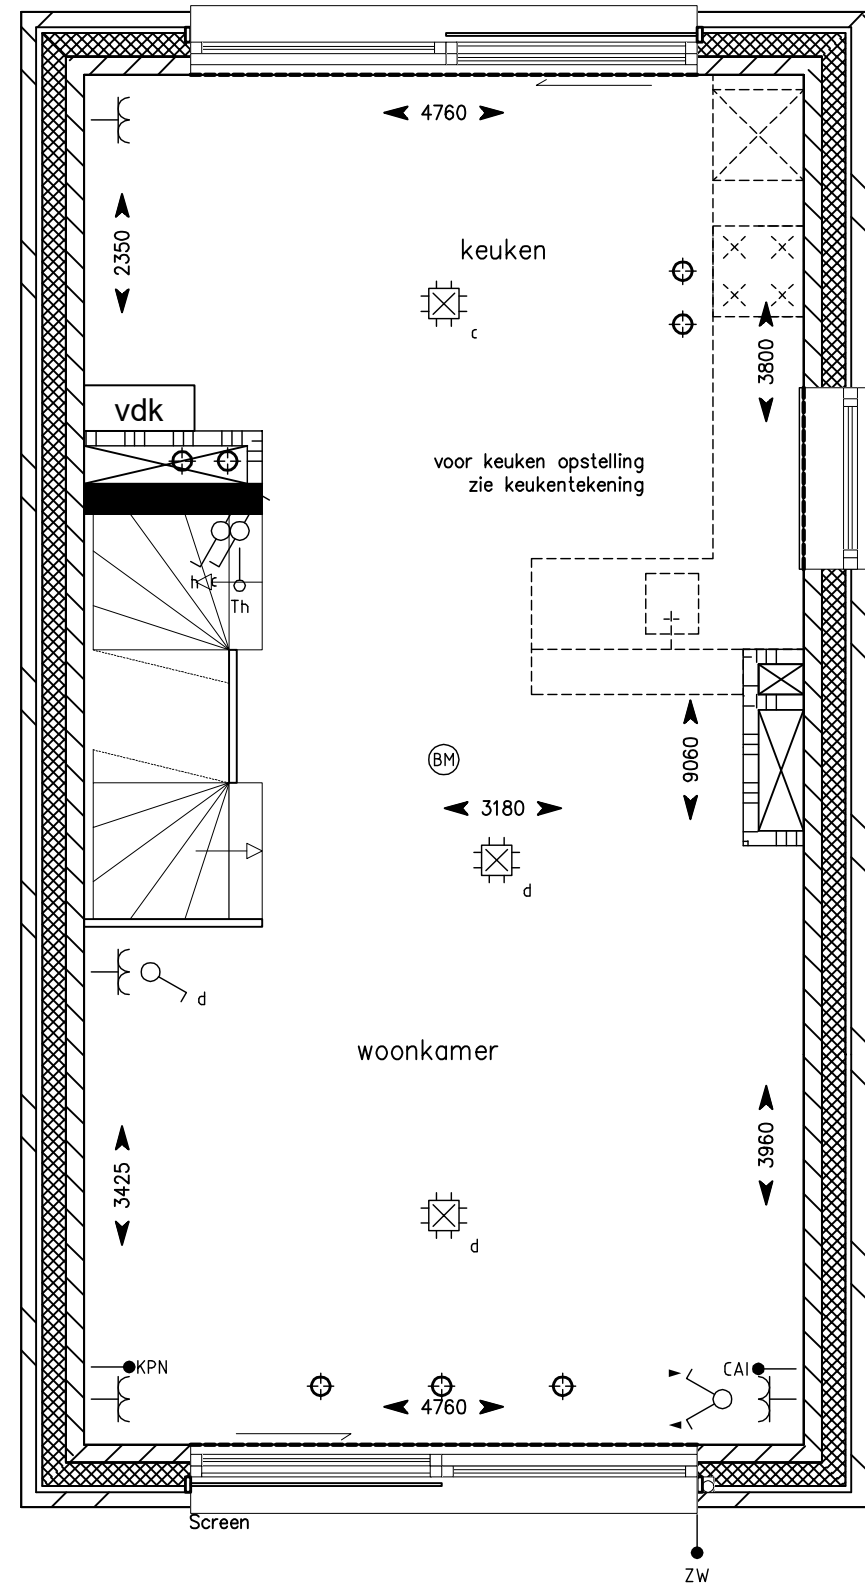 4760
2350
keuken
c
3800
vdk
voor keuken opstelling
zie keukentekening
Th
9060
BM
3180
d
d
woonkamer
3425
3960
d
KPN
CAI
4760
Screen
ZW